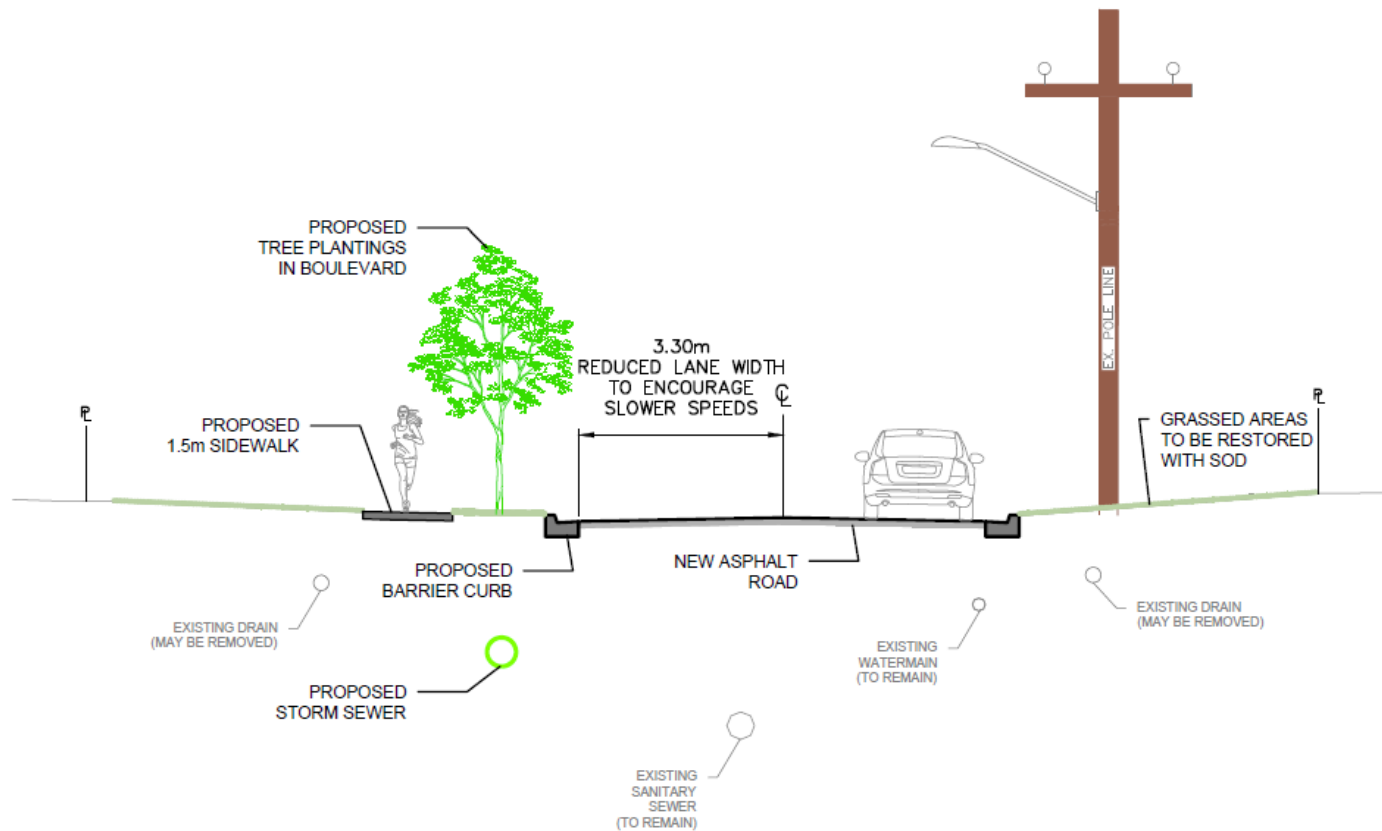 PROPOSED
TREE PLANTINGS
IN BOULEVARD
3.30m
REDUCED LANE WIDTH
TO ENCOURAGE
SLOWER SPEEDS
CL
EX. POLE LINE
PL
PROPOSED
1.5m SIDEWALK
PL
GRASSED AREAS
TO BE RESTORED
WITH SOD
PROPOSED
BARRIER CURB
NEW ASPHALT
ROAD
EXISTING DRAIN
(MAY BE REMOVED)
EXISTING
WATERMAIN
(TO REMAIN)
EXISTING DRAIN
(MAY BE REMOVED)
PROPOSED
STORM SEWER
EXISTING
SANITARY
SEWER
(TO REMAIN)